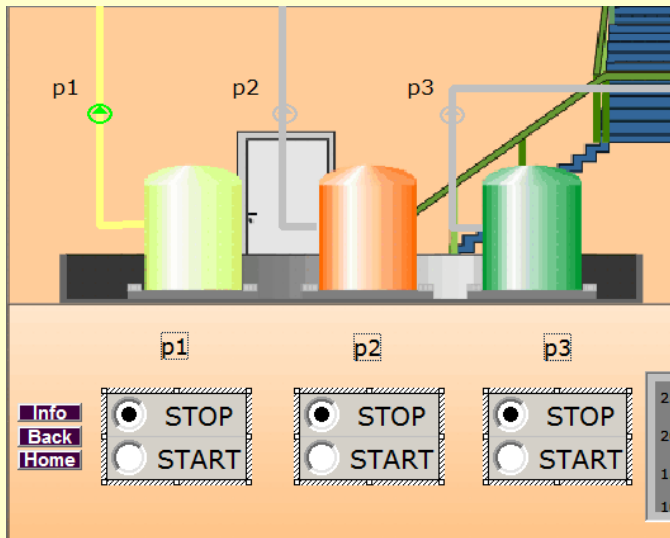 p1
p2
p3
p1
p2
p3
Info
Back
Home
STOP
START
STOP
START
STOP
START